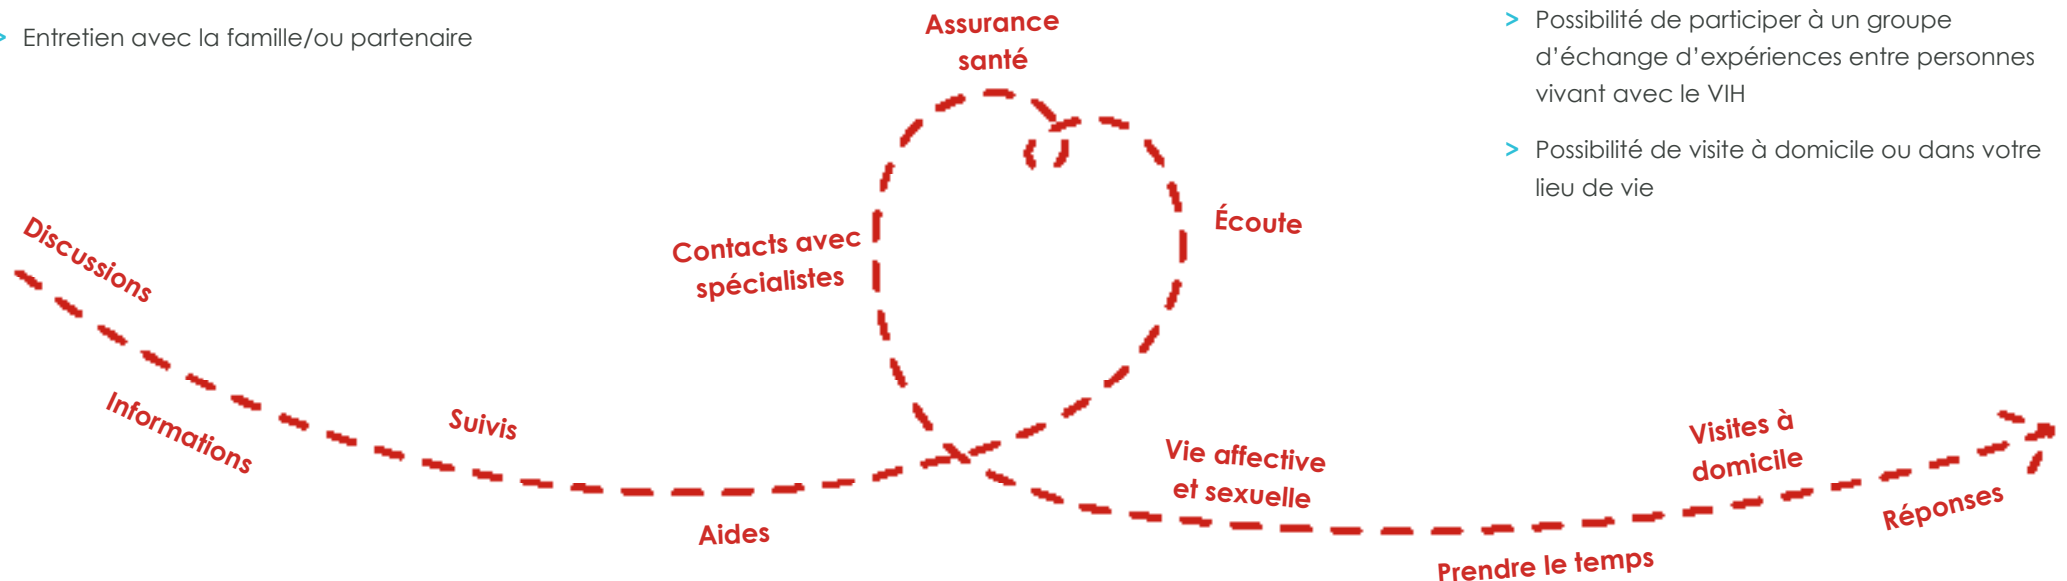 > Entretien avec la famille/ou partenaire
Assurance
santé
> Possibilité de participer à un groupe
d'échange d'expériences entre personnes
vivant avec le VIH
> Possibilité de visite à domicile ou dans votre
lieu de vie
Discussions
Informations
Suivis
Aides
Contacts avec
spécialistes
Écoute
Vie affective
et sexuelle
Prendre le temps
Visites à
domicile
Réponses